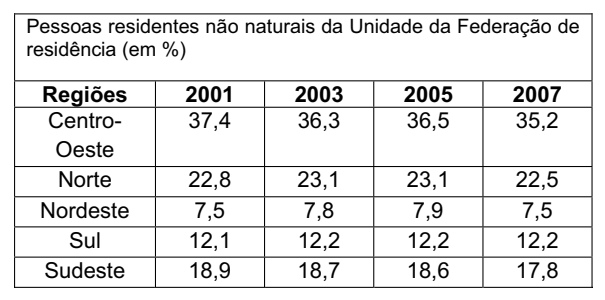 Pessoas residentes não naturais da Unidade da Federação de
residência (em %)
Regiões 2001 2003 2005 2007
Centro- 37,4 36,3 36,5 35,2
Oeste
Norte 22,8 23,1 23,1 22,5
Nordeste 7,5 7,8 7,9 7,5
Sul 12,1 12,2 12,2 12,2
Sudeste 18,9 18,7 18,6 17,8